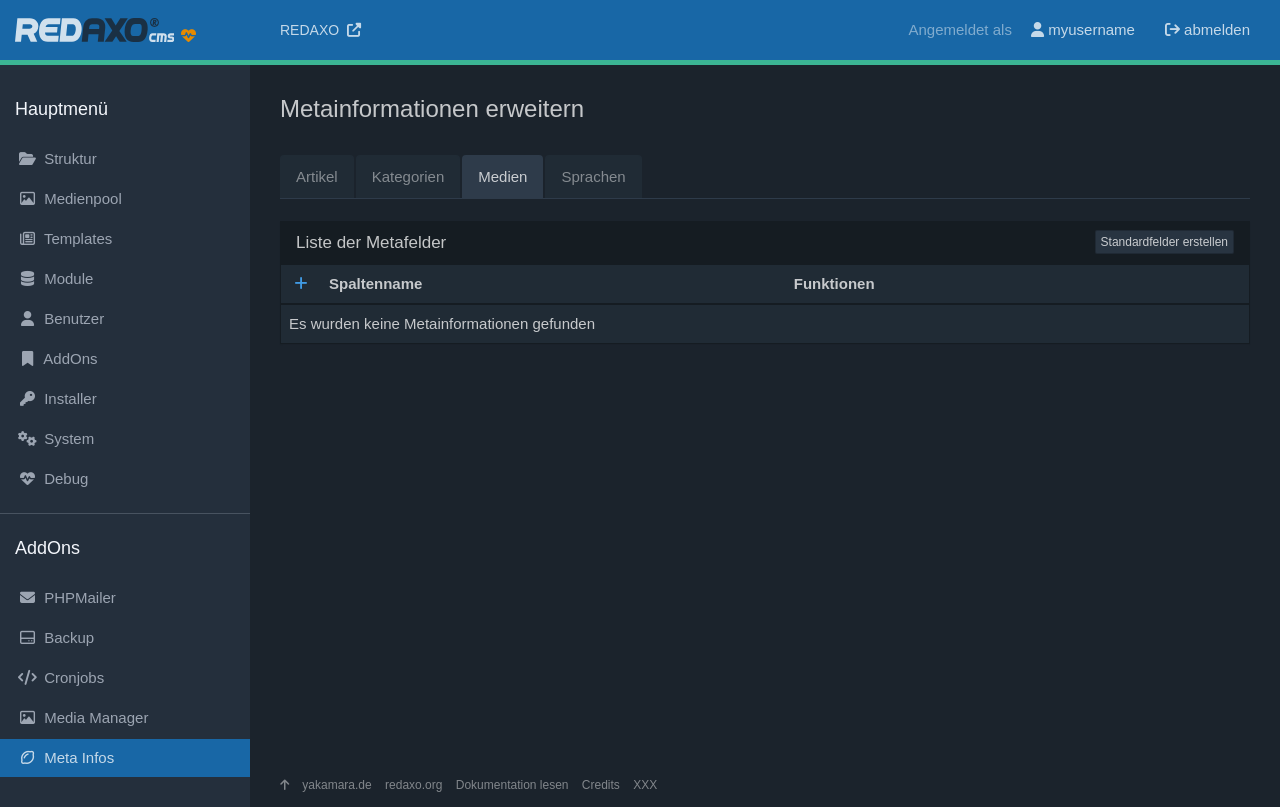 REDAXO® cms
REDAXO
Angemeldet als myusername abmelden
Hauptmenü
Struktur
Medienpool
Templates
Module
Benutzer
AddOns
Installer
System
Debug
AddOns
PHPMailer
Backup
Cronjobs
Media Manager
Meta Infos
Metainformationen erweitern
Artikel Kategorien Medien Sprachen
Liste der Metafelder Standardfelder erstellen
Spaltenname Funktionen
Es wurden keine Metainformationen gefunden
yakamara.de redaxo.org Dokumentation lesen Credits XXX